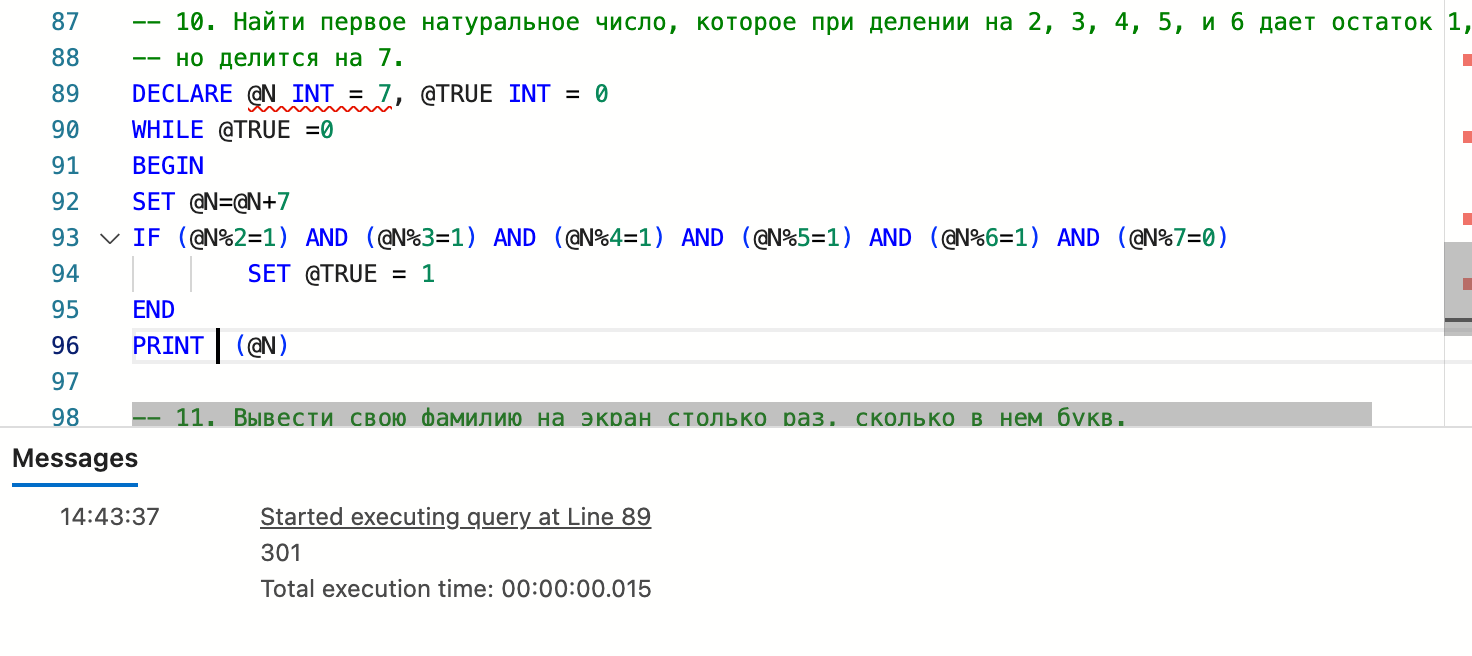 87 -- 10. Найти первое натуральное число, которое при делении на 2, 3, 4, 5, и 6 дает остаток 1,
88 -- но делится на 7.
89 DECLARE @N INT = 7, @TRUE INT = 0
90 WHILE @TRUE =0
91 BEGIN
92 SET @N=@N+7
93 IF (@N%2=1) AND (@N%3=1) AND (@N%4=1) AND (@N%5=1) AND (@N%6=1) AND (@N%7=0)
94 SET @TRUE = 1
95 END
96 PRINT (@N)
97
98 -- 11. Вывести свою фамилию на экран столько раз, сколько в нем букв.
Messages
14:43:37 Started executing query at Line 89
301
Total execution time: 00:00:00.015